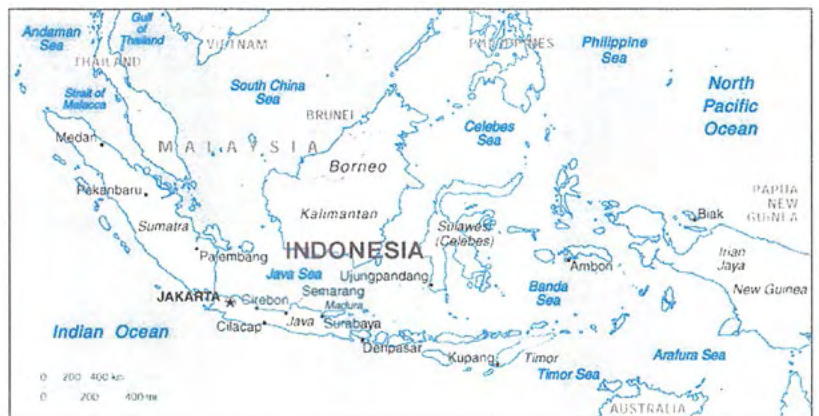 Andaman
Sea
Gulf
of
Thailand
VIETNAM
THAILAND
PHILIPPINES
Philippine
Sea
South China
Sea
North
Pacific
Ocean
Strait of
Malacca
BRUNEI
Celebes
Sea
Medan
MALAYSIA
Borneo
Pekanbaru
Kalimantan
PAPUA
NEW
GUINEA
Biak
Sumatra
Sulawesi
(Celebes)
Palembang
INDONESIA
Irian
Jaya
Java Sea
Ujungpandang
Ambon
New Guinea
JAKARTA
Cirebon
Semarang
Madura
Banda
Sea
Indian Ocean
Cilacap
Java
Surabaya
Denpasar
Kupang
Timor
Arafura Sea
Timor Sea
0 200 400 km
0 200 400 mi
AUSTRALIA